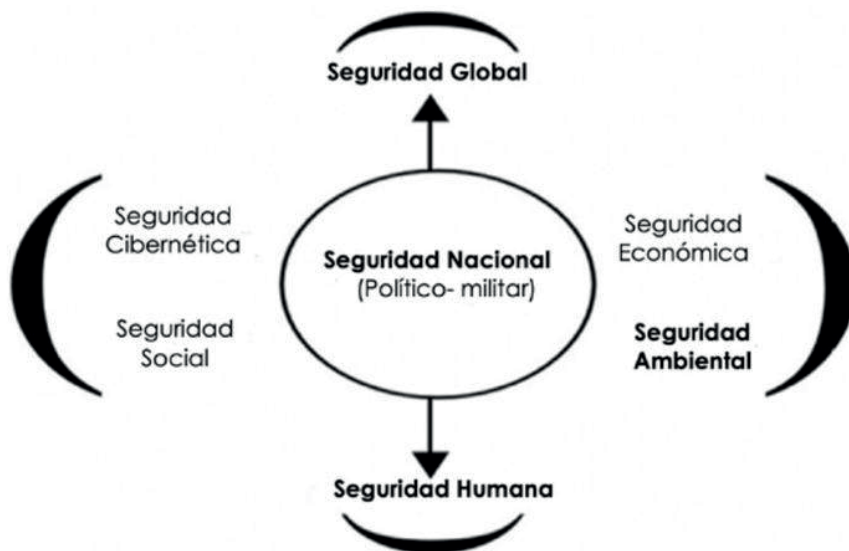 Seguridad Global
Seguridad
Cibernética
Seguridad
Social
Seguridad Nacional
(Político- militar)
Seguridad
Económica
Seguridad
Ambiental
Seguridad Humana